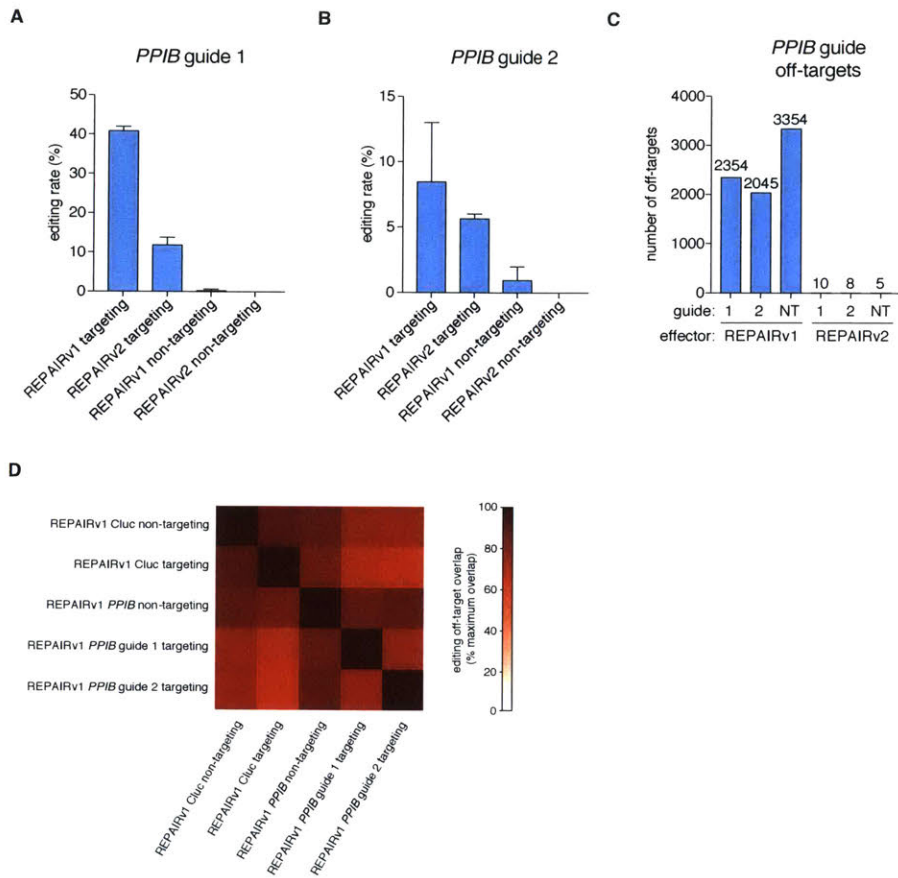 A
PPIB guide 1
editing rate (%)
50
40
30
20
10
0
REPAIRv1 targeting
REPAIRv2 targeting
REPAIRv1 non-targeting
REPAIRv2 non-targeting
B
PPIB guide 2
editing rate (%)
15
10
5
0
REPAIRv1 targeting
REPAIRv2 targeting
REPAIRv1 non-targeting
REPAIRv2 non-targeting
C
PPIB guide
off-targets
number of off-targets
4000
3000
2000
1000
0
2354
2045
3354
10 8 5
guide: 1 2 NT 1 2 NT
effector: REPAIRv1 REPAIRv2
D
REPAIRv1 Cluc non-targeting
REPAIRv1 Cluc targeting
REPAIRv1 PPIB non-targeting
REPAIRv1 PPIB guide 1 targeting
REPAIRv1 PPIB guide 2 targeting
REPAIRv1 Cluc non-targeting
REPAIRv1 Cluc targeting
REPAIRv1 PPIB non-targeting
REPAIRv1 PPIB guide 1 targeting
REPAIRv1 PPIB guide 2 targeting
editing off-target overlap
(% maximum overlap)
100
80
60
40
20
0